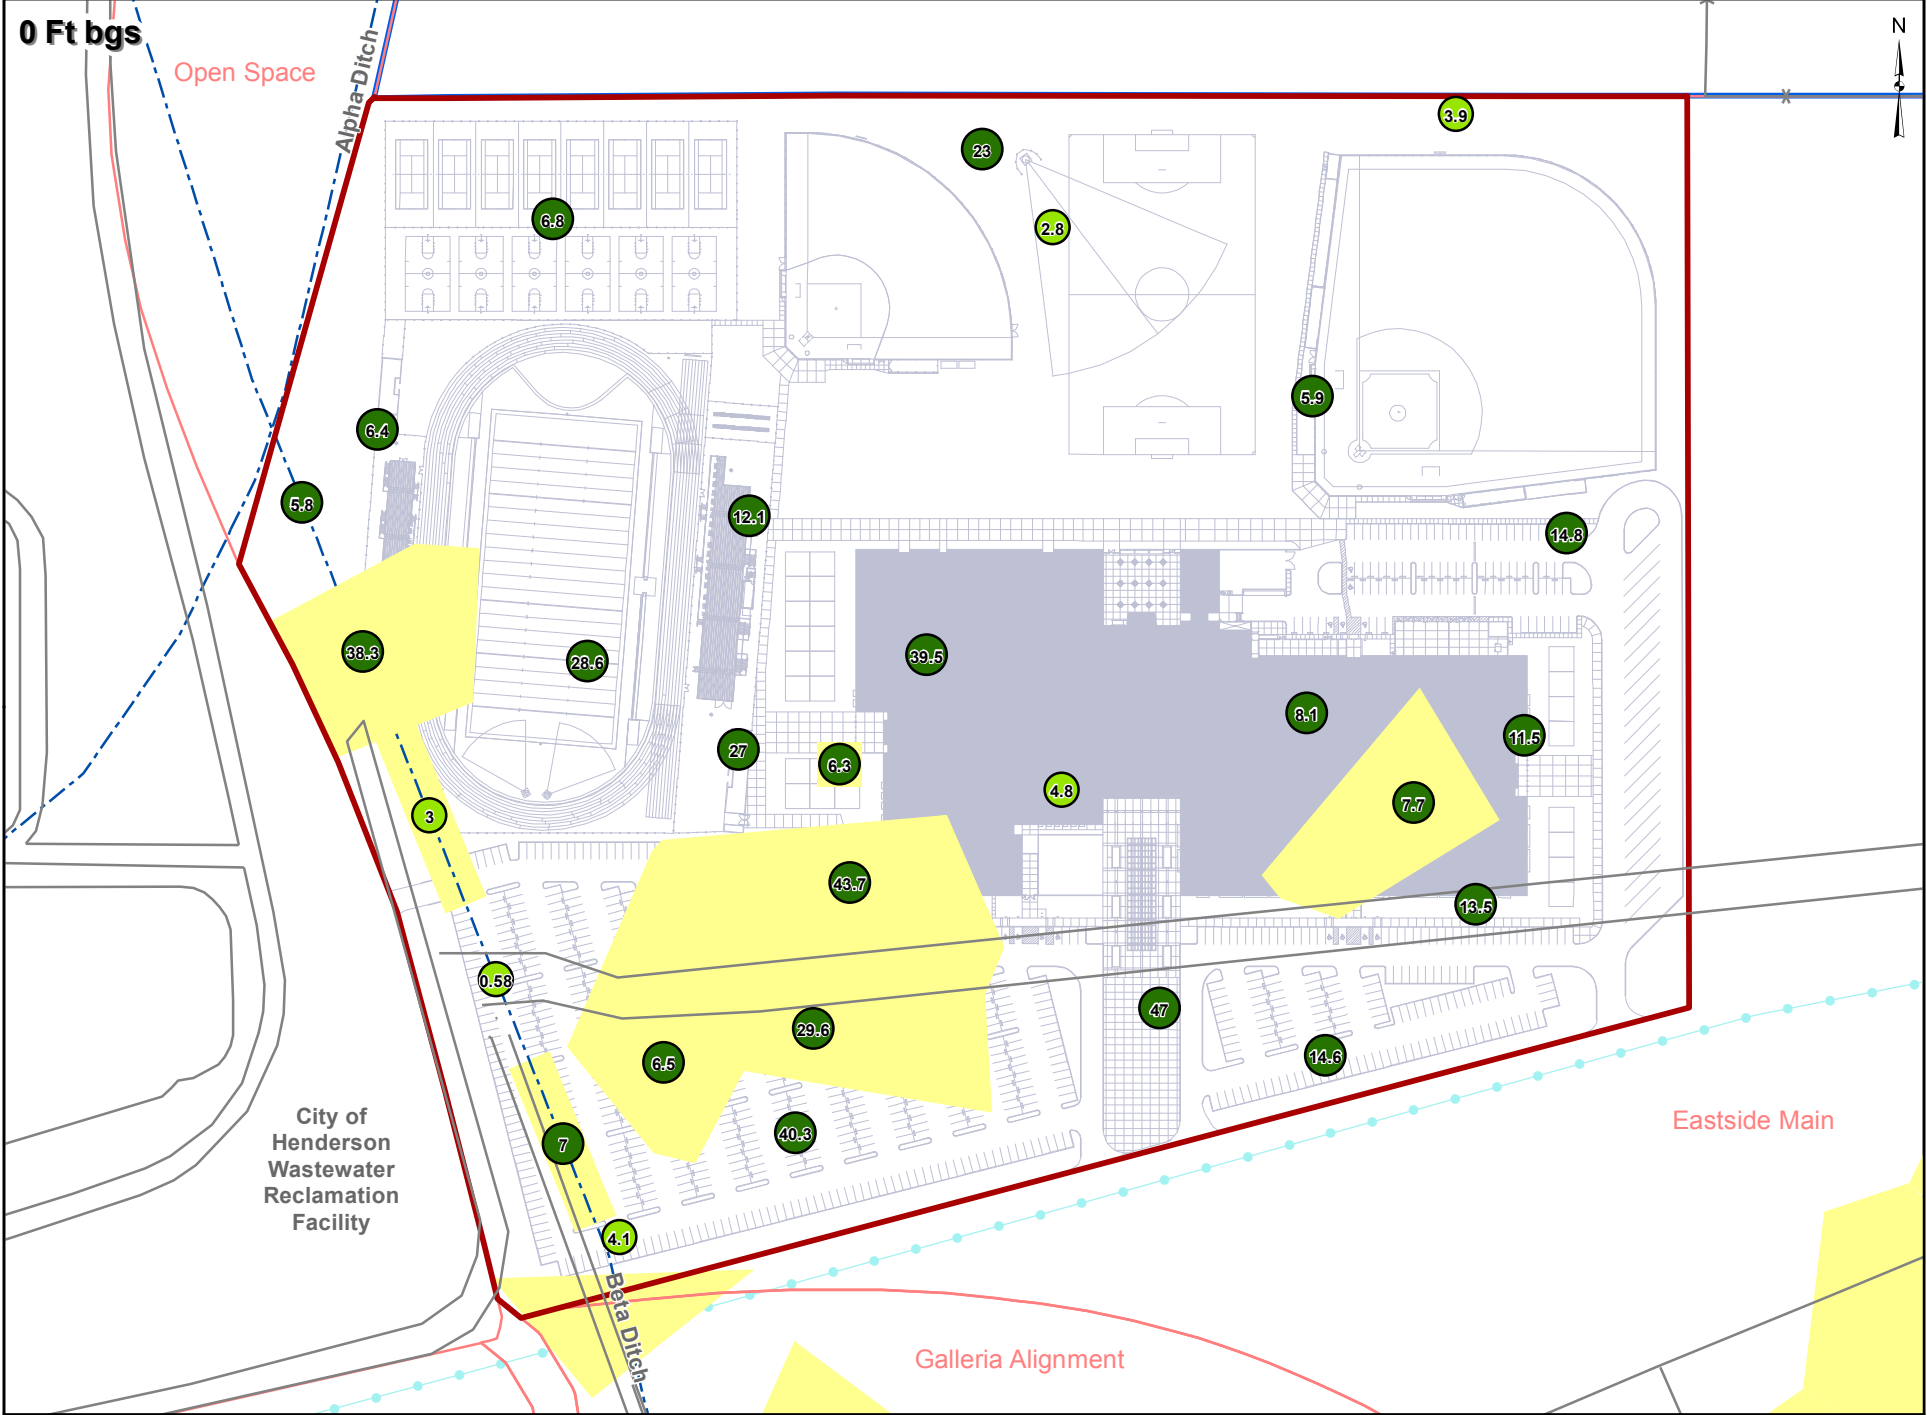 0 Ft bgs
N
Open Space
Alpha Ditch
3.9
23
6.8
2.8
5.9
6.4
5.8
12.1
14.8
38.3
28.6
39.5
8.1
11.5
27
6.3
4.8
7.7
3
43.7
13.5
0.58
47
29.6
14.6
6.5
40.3
7
City of
Henderson
Wastewater
Reclamation
Facility
Eastside Main
4.1
Beta Ditch
Galleria Alignment